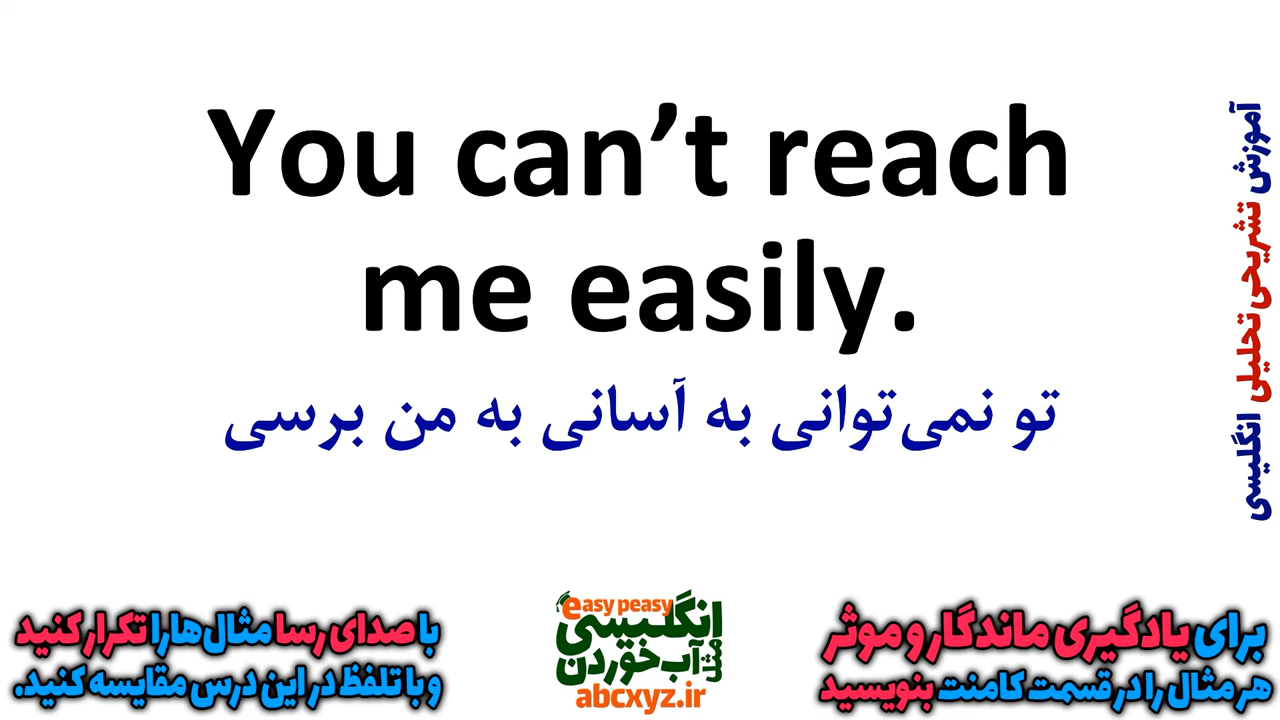 You can’t reach
me easily.
تو نمی‌توانی به آسانی به من برسی
آموزش تشریحی تحلیلی انگلیسی
برای یادگیری ماندگار و موثر
هر مثال را در قسمت کامنت بنویسید
easy peasy
انگلیسی
مثل آب خوردن
abcxyz.ir
با صدای رسا مثال‌ها را تکرار کنید
و با تلفظ در این درس مقایسه کنید.